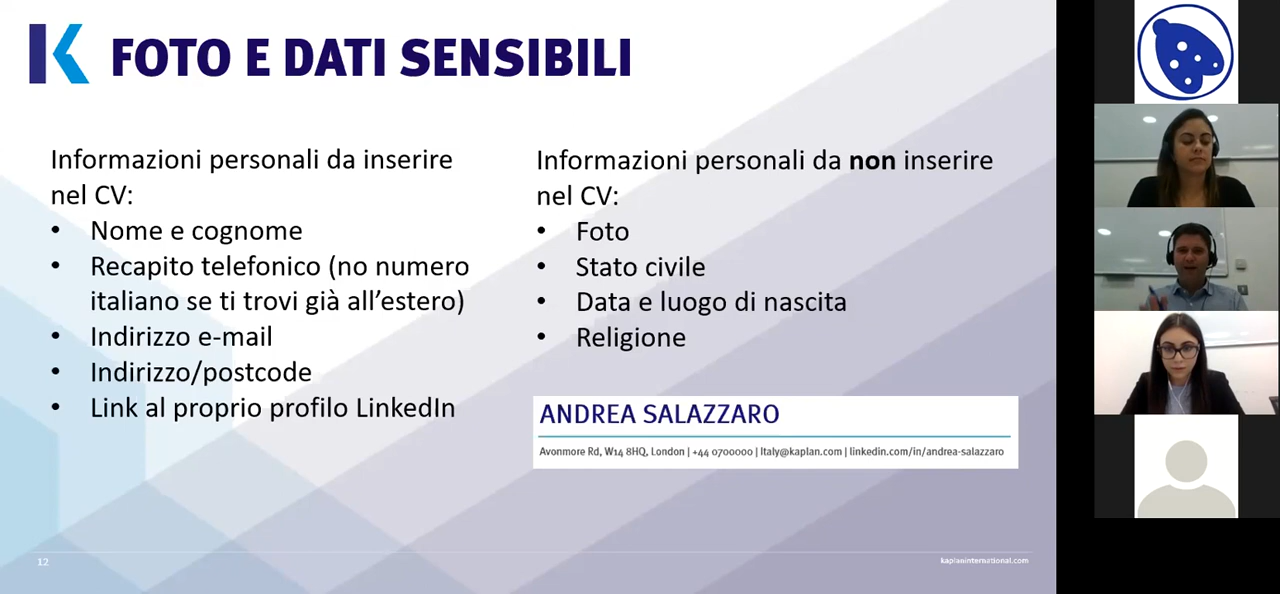 FOTO E DATI SENSIBILI
Informazioni personali da inserire
nel CV:
• Nome e cognome
• Recapito telefonico (no numero
italiano se ti trovi già all’estero)
• Indirizzo e-mail
• Indirizzo/postcode
• Link al proprio profilo LinkedIn
Informazioni personali da non inserire
nel CV:
• Foto
• Stato civile
• Data e luogo di nascita
• Religione
ANDREA SALAZZARO
Avonmore Rd, W14 8HQ, London | +44 0700000 | Italy@kaplan.com | linkedin.com/in/andrea-salazzaro
12
kaplaninternational.com